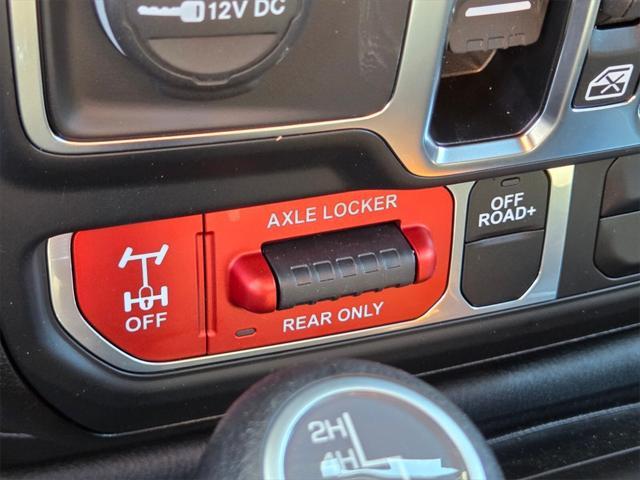 12V DC
AXLE LOCKER
OFF
ROAD+
OFF
REAR ONLY
2H
4H